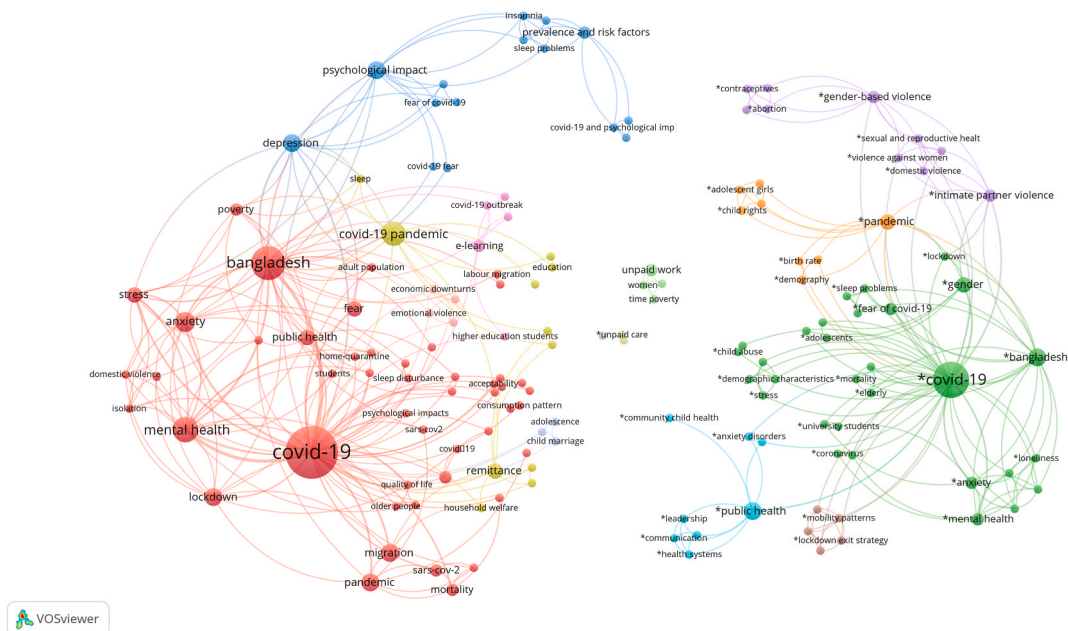 insomnia
prevalence and risk factors
sleep problems
psychological impact
fear of covid-19
covid-19 and psychological imp
depression
covid-19 fear
sleep
poverty
covid-19 outbreak
covid-19 pandemic
e-learning
bangladesh
adult population
labour migration
education
economic downturns
stress
fear
emotional violence
anxiety
public health
higher education students
home-quarantine
domestic violence
students
sleep disturbance
acceptability
isolation
psychological impacts
consumption pattern
mental health
sars-cov2
adolescence
child marriage
covid-19
covid19
remittance
quality of life
lockdown
older people
household welfare
migration
sars-cov-2
pandemic
mortality
unpaid work
women
time poverty
*unpaid care
*contraceptives
*gender-based violence
*abortion
*sexual and reproductive healt
*violence against women
*domestic violence
*adolescent girls
*intimate partner violence
*child rights
*pandemic
*birth rate
*lockdown
*demography
*sleep problems
*gender
*fear of covid-19
*adolescents
*child abuse
*bangladesh
*demographic characteristics
*mortality
*covid-19
*stress
*elderly
*community child health
*university students
*anxiety disorders
*coronavirus
*loneliness
*anxiety
*public health
*leadership
*mobility patterns
*mental health
*communication
*lockdown exit strategy
*health systems
VOSviewer